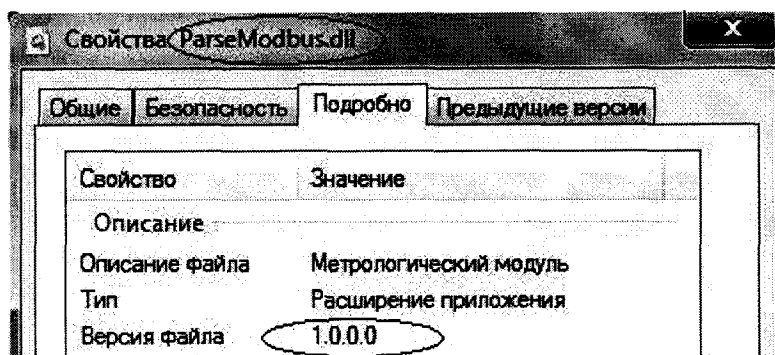 Свойства: ParseModbus.dll
Общие Безопасность Подробно Предыдущие версии
Свойство Значение
Описание
Описание файла Метрологический модуль
Тип Расширение приложения
Версия файла 1.0.0.0